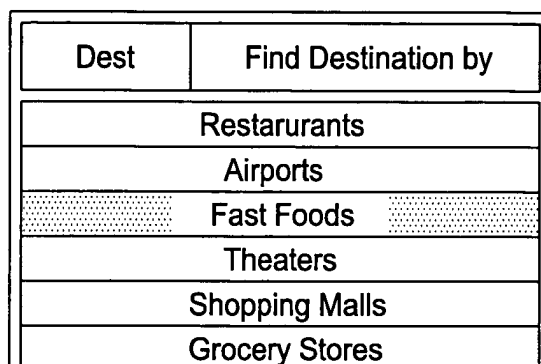 Dest Find Destination by
Restarurants
Airports
Fast Foods
Theaters
Shopping Malls
Grocery Stores